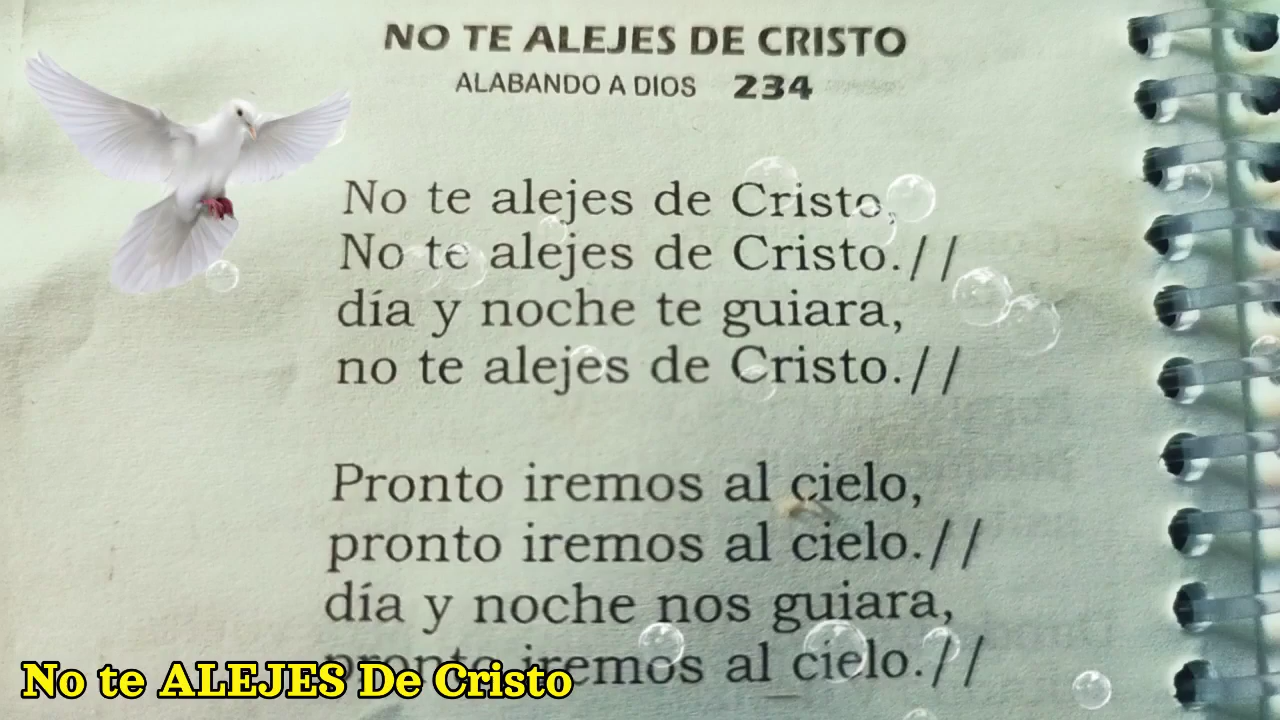 NO TE ALEJES DE CRISTO
ALABANDO A DIOS 234
No te alejes de Cristo,
No te alejes de Cristo.//
día y noche te guiara,
no te alejes de Cristo.//
Pronto iremos al cielo,
pronto iremos al cielo.//
día y noche nos guiara,
pronto iremos al cielo.//
No te ALEJES De Cristo